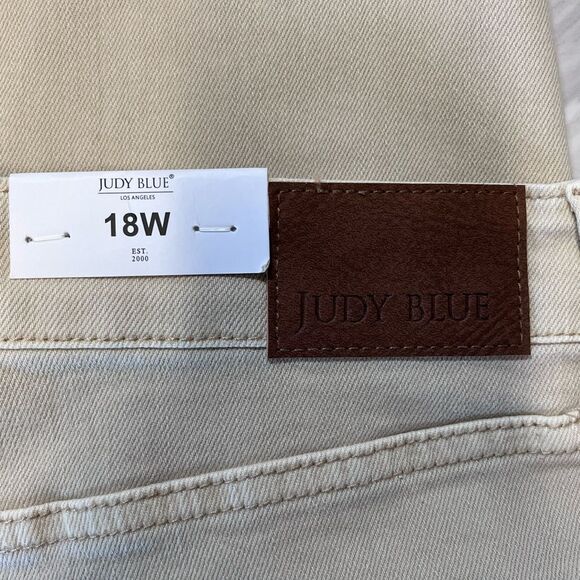 JUDY BLUE®
LOS ANGELES
18W
EST.
2000
JUDY BLUE